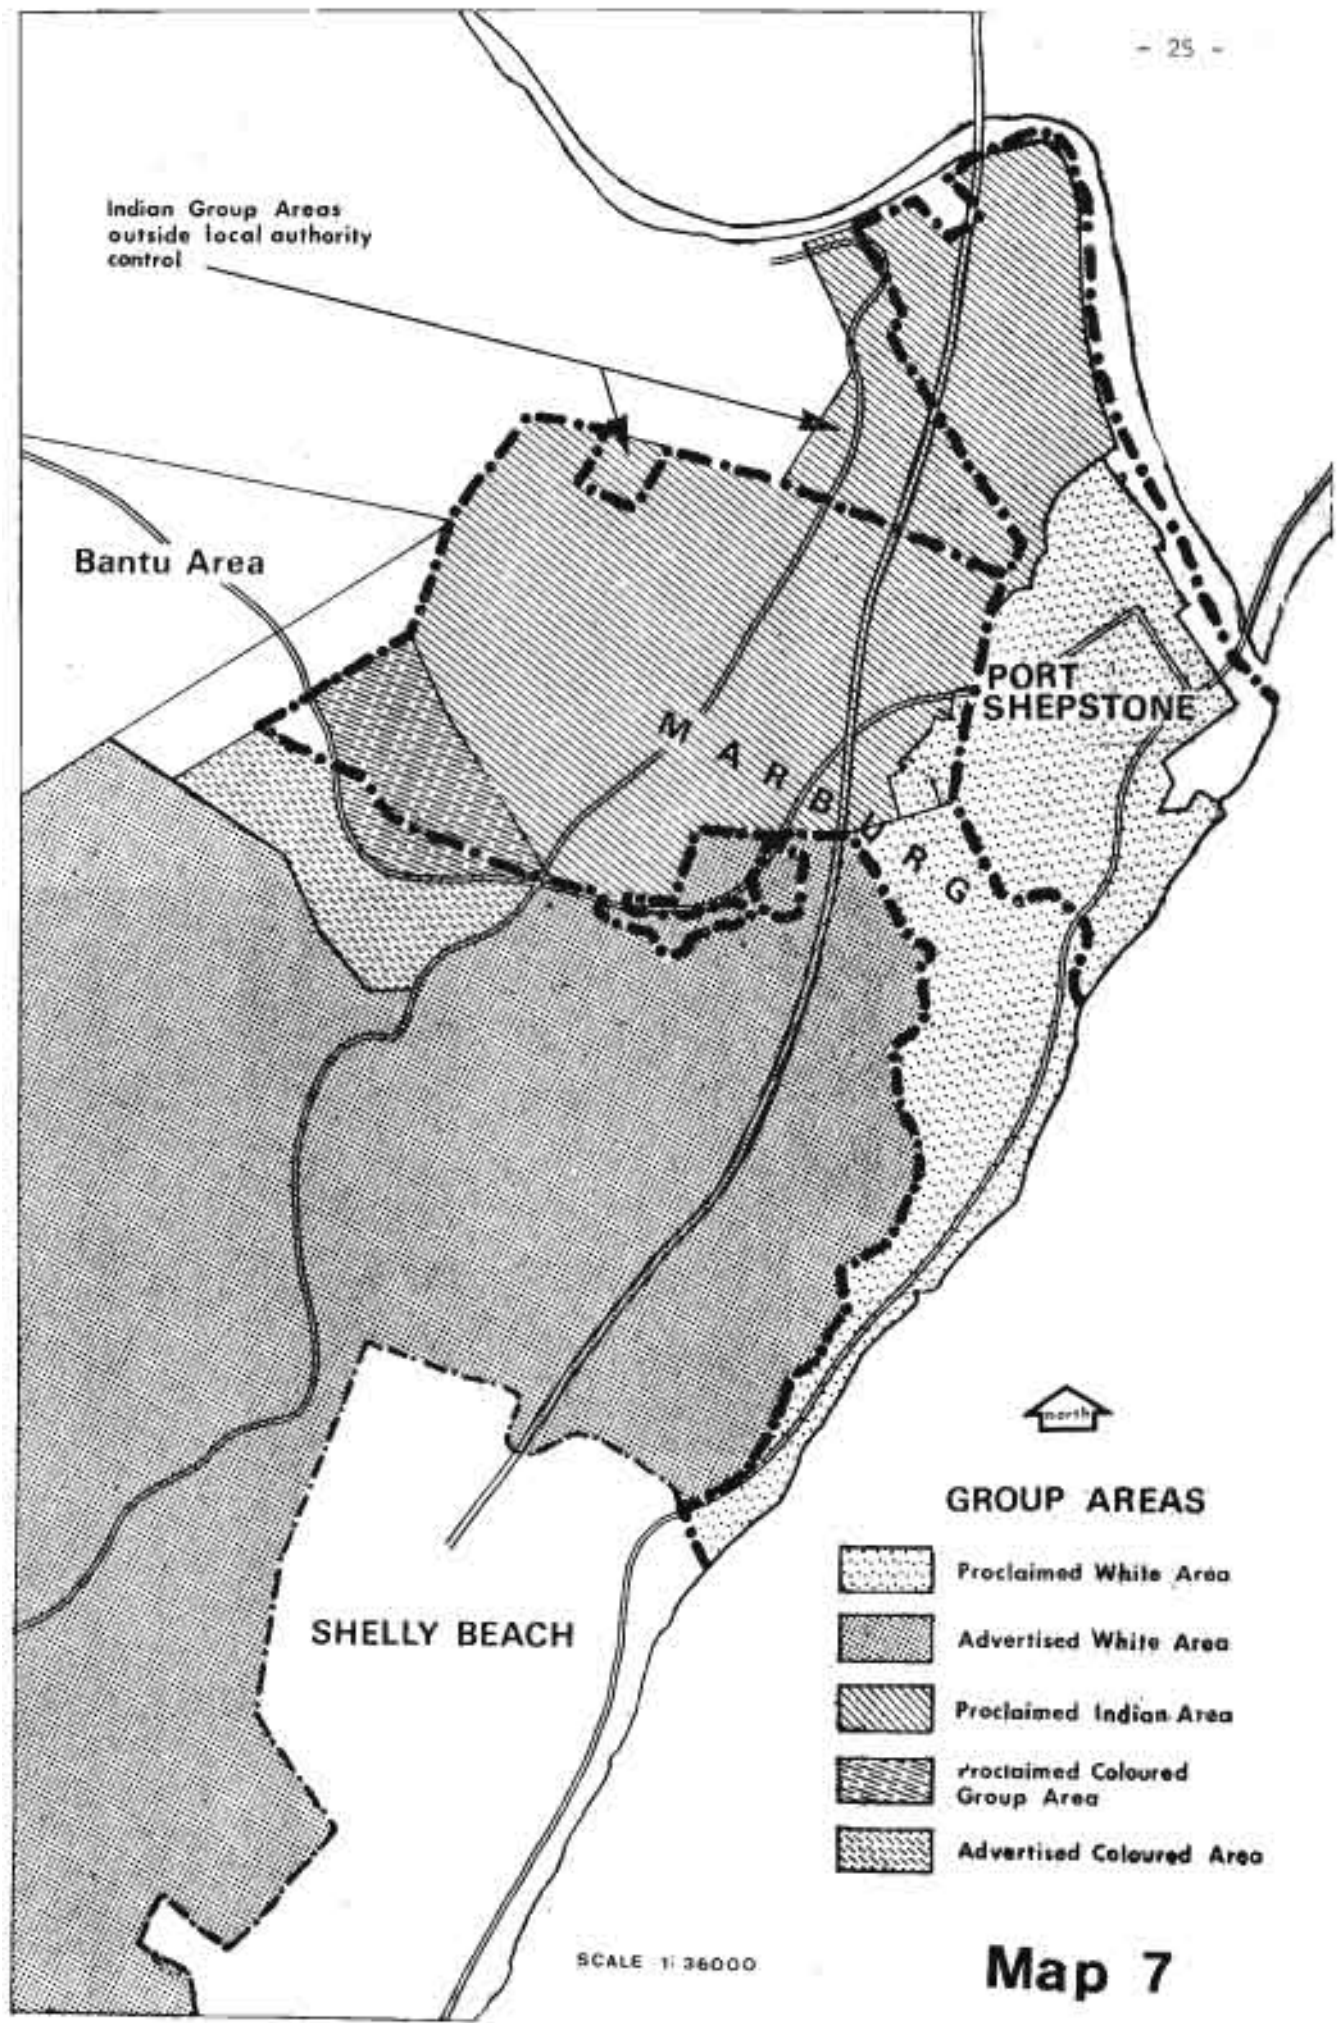 - 25 -
Indian Group Areas
outside local authority
control
Bantu Area
PORT
SHEPSTONE
MARBURG
north
GROUP AREAS
Proclaimed White Area
Advertised White Area
Proclaimed Indian Area
Proclaimed Coloured
Group Area
Advertised Coloured Area
SHELLY BEACH
SCALE 1:36000
Map 7